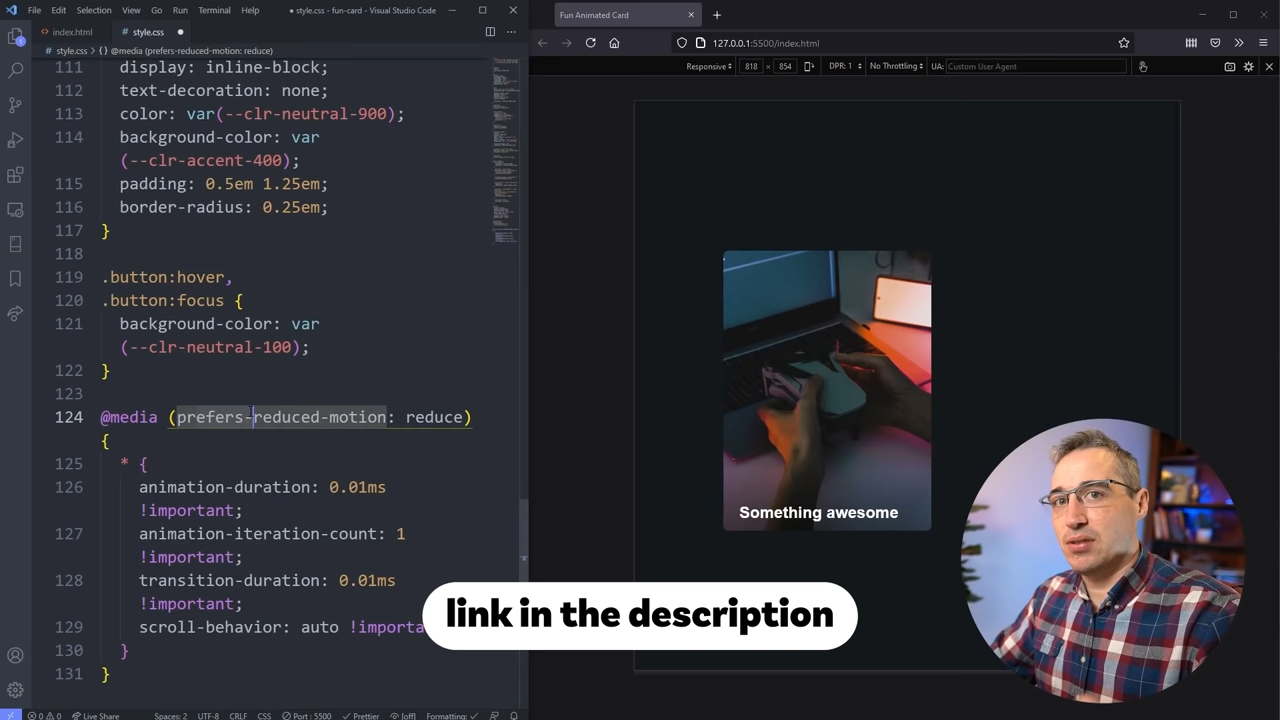 File Edit Selection View Go Run Terminal Help
● style.css - fun-card - Visual Studio Code
Fun Animated Card
index.html
# style.css
127.0.0.1:5500/index.html
# style.css > {} @media (prefers-reduced-motion: reduce)
Responsive 818 × 854 DPR: 1 No Throttling UA: Custom User Agent
111 display: inline-block;
112 text-decoration: none;
113 color: var(--clr-neutral-900);
114 background-color: var
(--clr-accent-400);
115 padding: 0.5em 1.25em;
116 border-radius: 0.25em;
117 }
118
119 .button:hover,
120 .button:focus {
121 background-color: var
(--clr-neutral-100);
122 }
123
124 @media (prefers-reduced-motion: reduce)
{
125 * {
126 animation-duration: 0.01ms
!important;
127 animation-iteration-count: 1
!important;
128 transition-duration: 0.01ms
!important;
129 scroll-behavior: auto !importa
130 }
131 }
Something awesome
link in the description
0 0 Live Share Spaces: 2 UTF-8 CRLF CSS Port : 5500 Prettier [off] Formatting: ✓